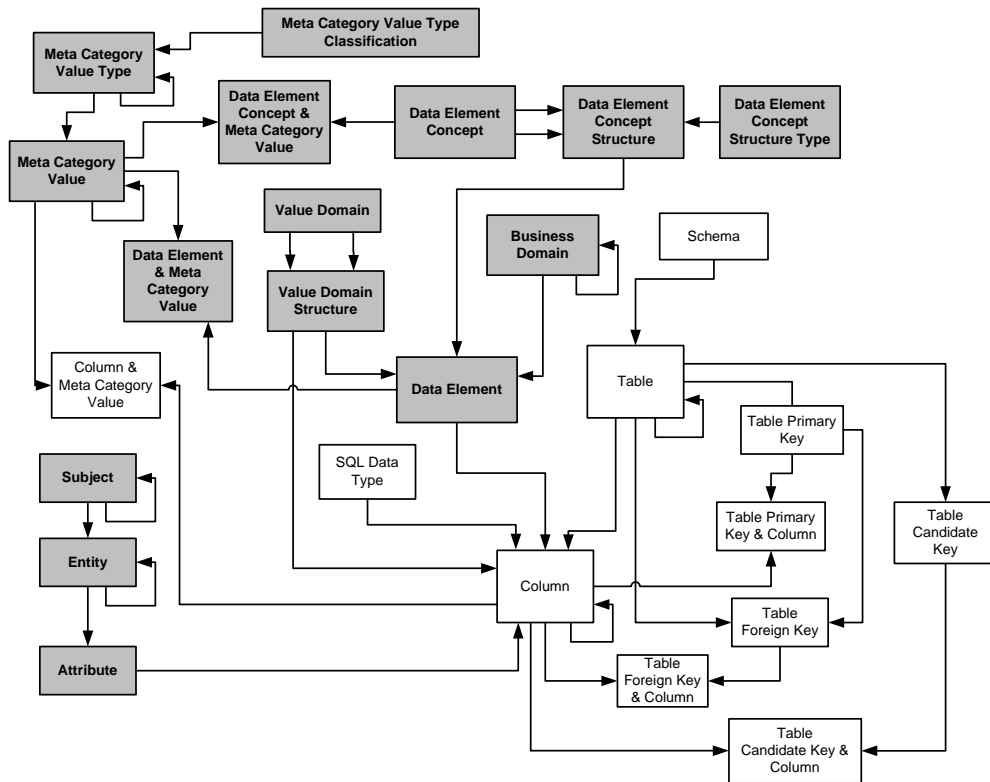 Meta Category Value Type
Classification
Meta Category
Value Type
Data Element
Concept &
Meta Category
Value
Data Element
Concept
Data Element
Concept
Structure
Data Element
Concept
Structure Type
Meta Category
Value
Value Domain
Business
Domain
Schema
Data Element
& Meta
Category
Value
Value Domain
Structure
Column &
Meta Category
Value
Data Element
Table
Table Primary
Key
SQL Data
Type
Subject
Table Primary
Key & Column
Table
Candidate
Key
Entity
Column
Table
Foreign Key
Attribute
Table
Foreign Key
& Column
Table
Candidate Key &
Column